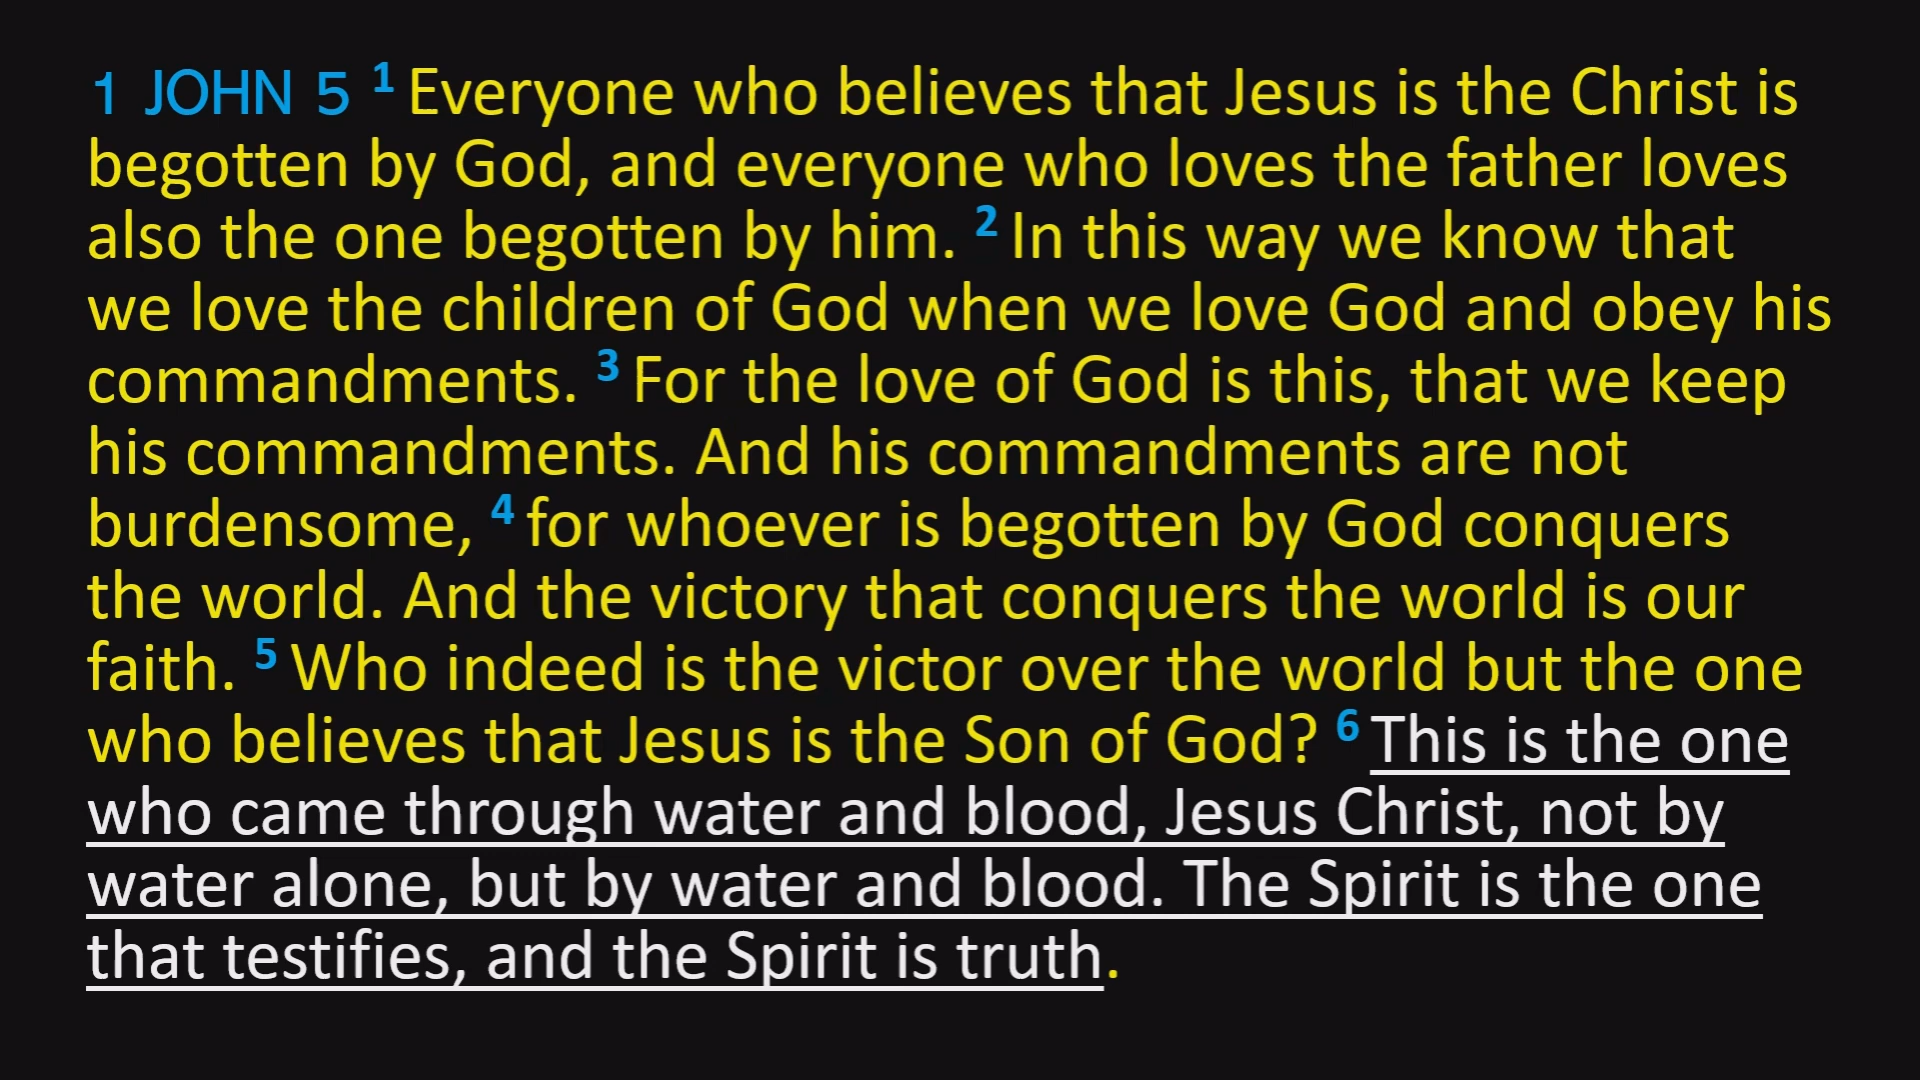 1 JOHN 5 1 Everyone who believes that Jesus is the Christ is
begotten by God, and everyone who loves the father loves
also the one begotten by him. 2 In this way we know that
we love the children of God when we love God and obey his
commandments. 3 For the love of God is this, that we keep
his commandments. And his commandments are not
burdensome, 4 for whoever is begotten by God conquers
the world. And the victory that conquers the world is our
faith. 5 Who indeed is the victor over the world but the one
who believes that Jesus is the Son of God? 6 This is the one
who came through water and blood, Jesus Christ, not by
water alone, but by water and blood. The Spirit is the one
that testifies, and the Spirit is truth.